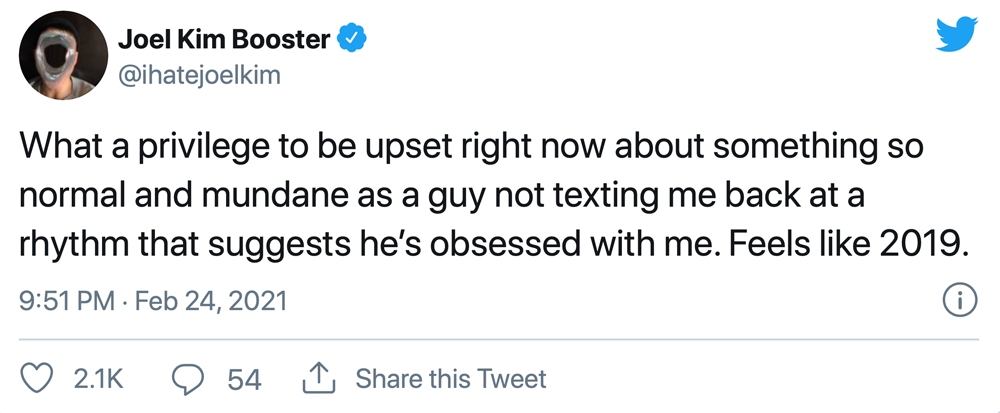 Joel Kim Booster
@ihatejoelkim
What a privilege to be upset right now about something so
normal and mundane as a guy not texting me back at a
rhythm that suggests he’s obsessed with me. Feels like 2019.
9:51 PM · Feb 24, 2021
2.1K 54 Share this Tweet